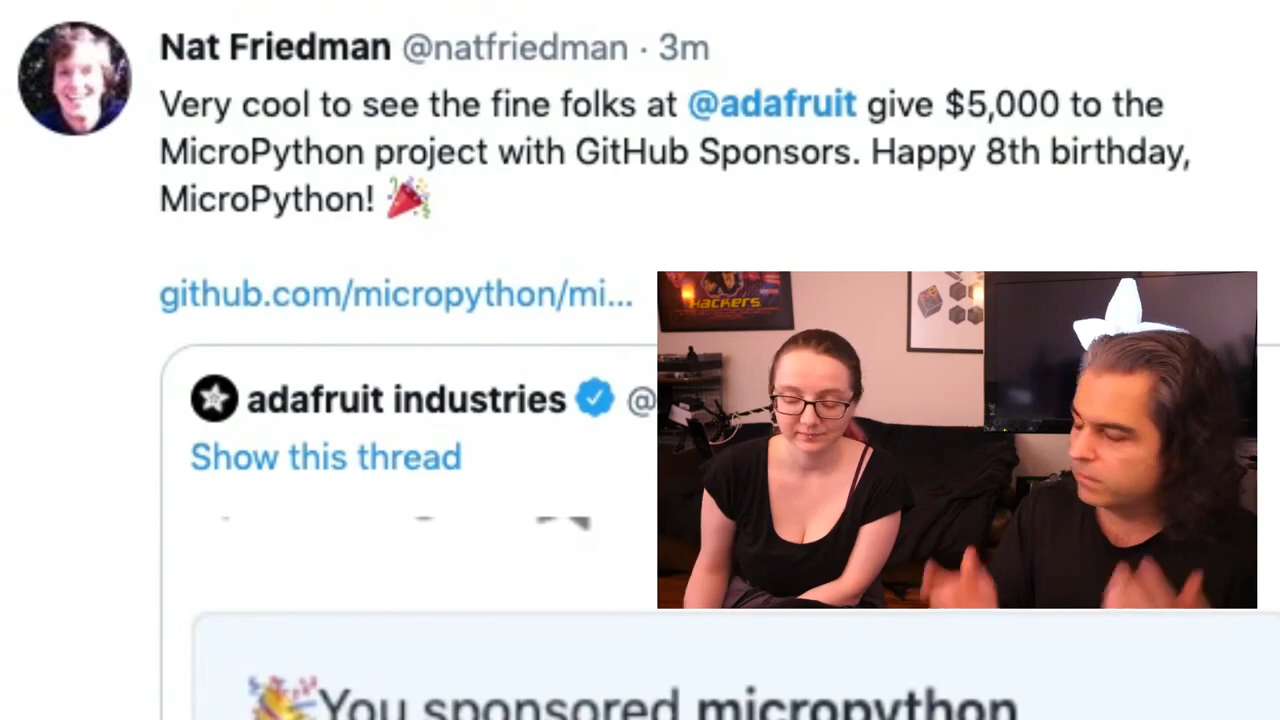 Nat Friedman @natfriedman · 3m
Very cool to see the fine folks at @adafruit give $5,000 to the
MicroPython project with GitHub Sponsors. Happy 8th birthday,
MicroPython! 🎉
github.com/micropython/mi...
adafruit industries @
Show this thread
HACKERS
🎉You sponsored micropython